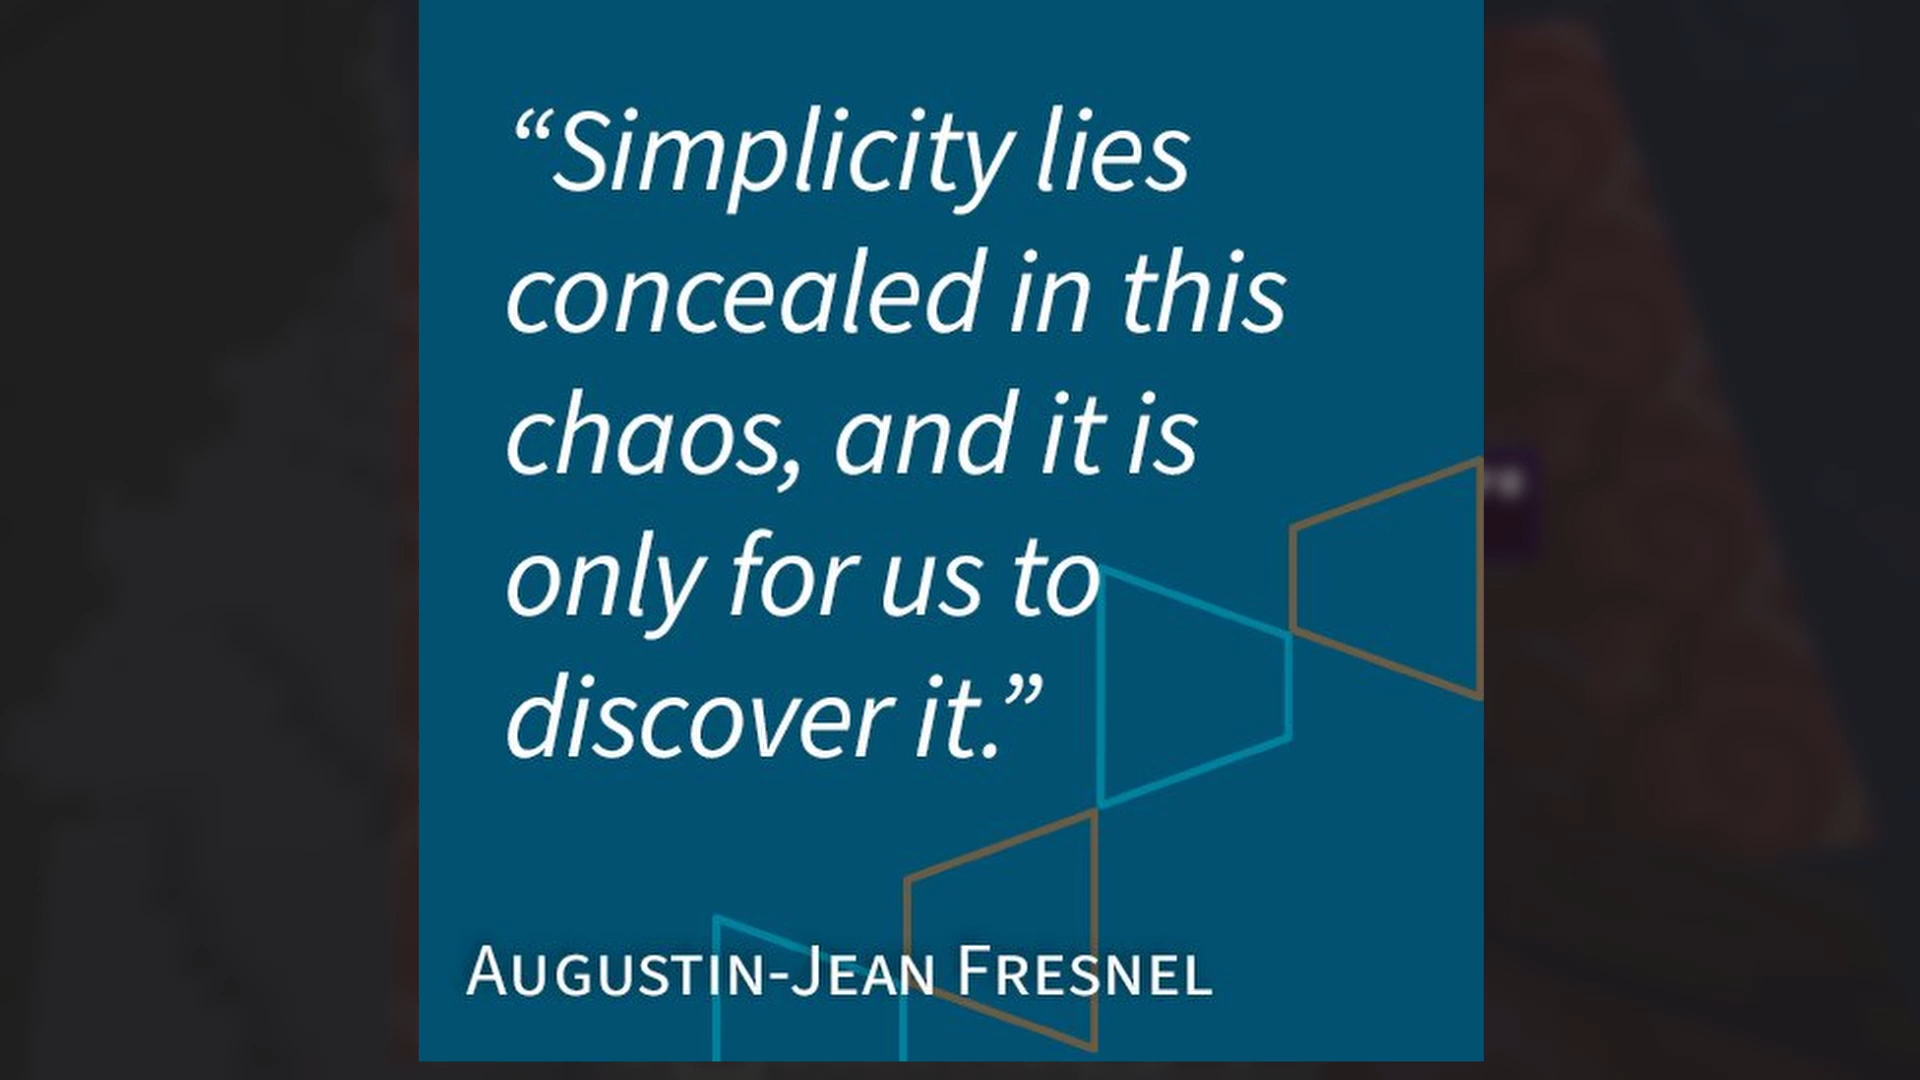 “Simplicity lies
concealed in this
chaos, and it is
only for us to
discover it.”
Augustin-Jean Fresnel